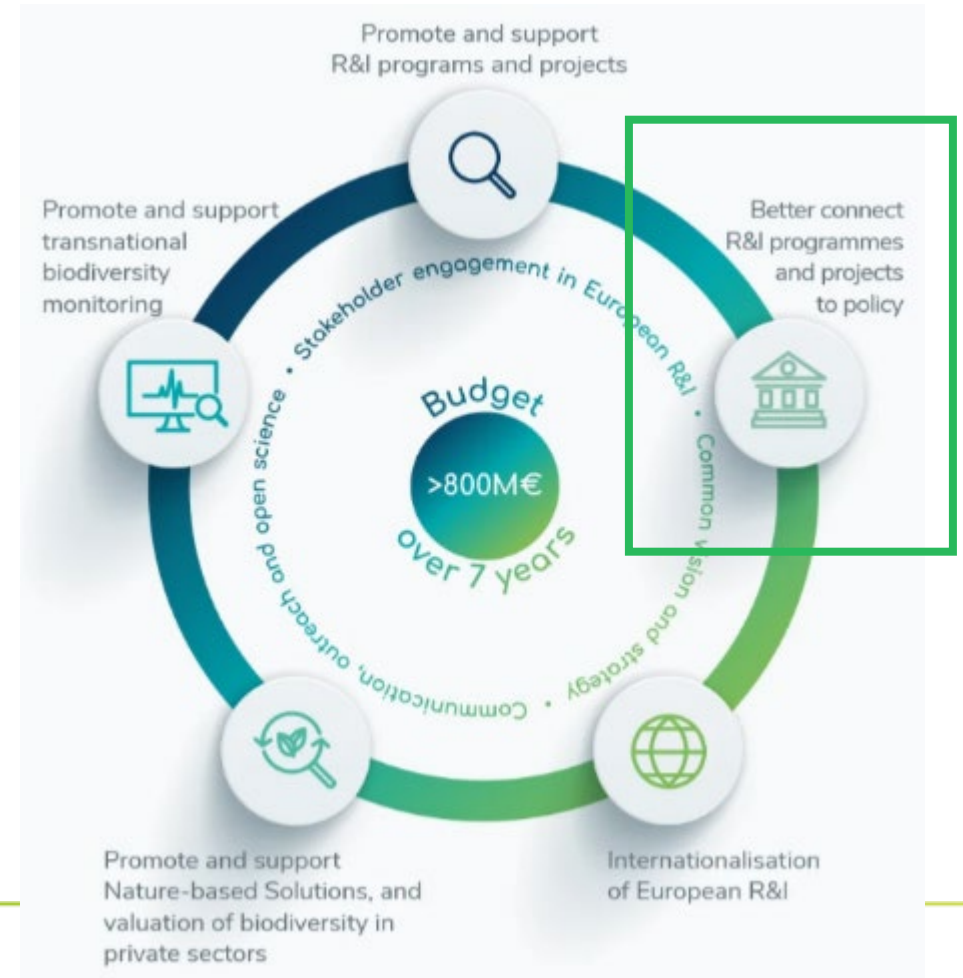 Promote and support
R&I programs and projects
Promote and support
transnational
biodiversity
monitoring
Better connect
R&I programmes
and projects
to policy
Stakeholder engagement in European R&I • Common vision and strategy • Communication, outreach and open science •
Budget
>800M€
over 7 years
Promote and support
Nature-based Solutions, and
valuation of biodiversity in
private sectors
Internationalisation
of European R&I